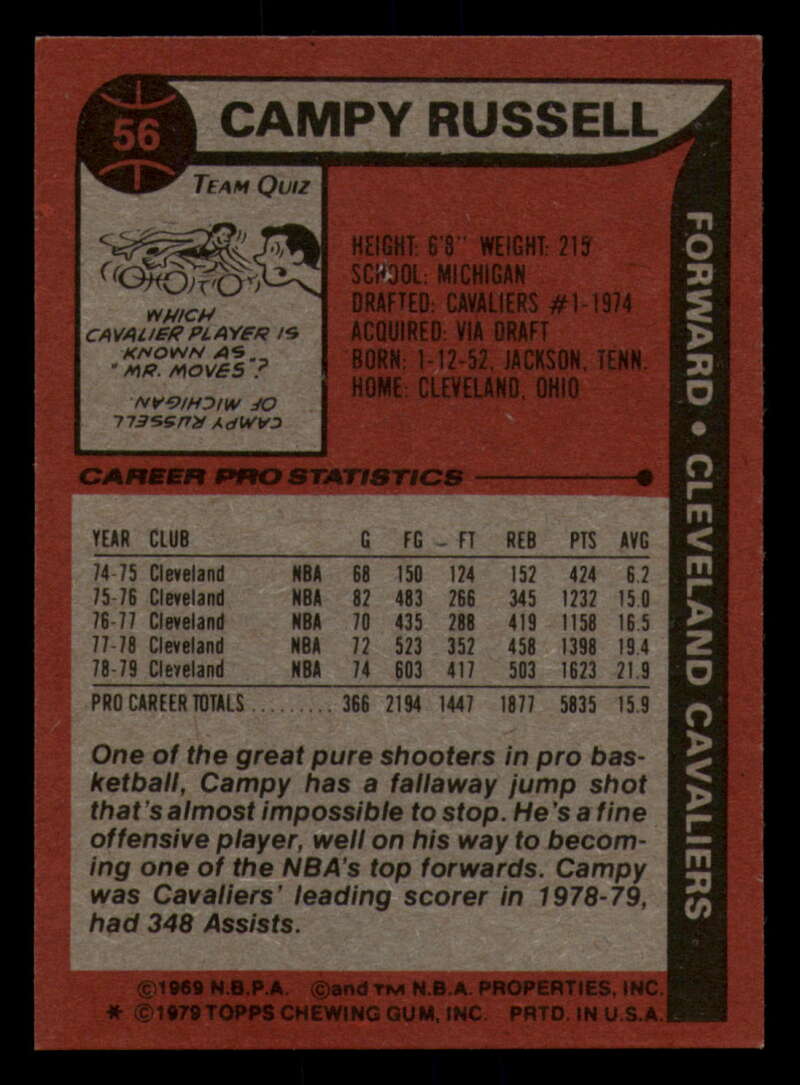 56
CAMPY RUSSELL
TEAM QUIZ
WHICH
CAVALIER PLAYER IS
KNOWN AS...
"MR. MOVES"?
CAMPY RUSSELL
OF MICHIGAN
HEIGHT: 6'8" WEIGHT: 215
SCHOOL: MICHIGAN
DRAFTED: CAVALIERS #1-1974
ACQUIRED: VIA DRAFT
BORN: 1-12-52, JACKSON, TENN.
HOME: CLEVELAND, OHIO
FORWARD • CLEVELAND CAVALIERS
CAREER PRO STATISTICS
YEAR CLUB G FG FT REB PTS AVG
74-75 Cleveland NBA 68 150 124 152 424 6.2
75-76 Cleveland NBA 82 483 266 345 1232 15.0
76-77 Cleveland NBA 70 435 288 419 1158 16.5
77-78 Cleveland NBA 72 523 352 458 1398 19.4
78-79 Cleveland NBA 74 603 417 503 1623 21.9
PRO CAREER TOTALS......... 366 2194 1447 1877 5835 15.9
One of the great pure shooters in pro bas-
ketball, Campy has a fallaway jump shot
that's almost impossible to stop. He's a fine
offensive player, well on his way to becom-
ing one of the NBA's top forwards. Campy
was Cavaliers' leading scorer in 1978-79,
had 348 Assists.
©1969 N.B.P.A. ©and TM N.B.A. PROPERTIES, INC.
* ©1979 TOPPS CHEWING GUM, INC. PRTD. IN U.S.A.